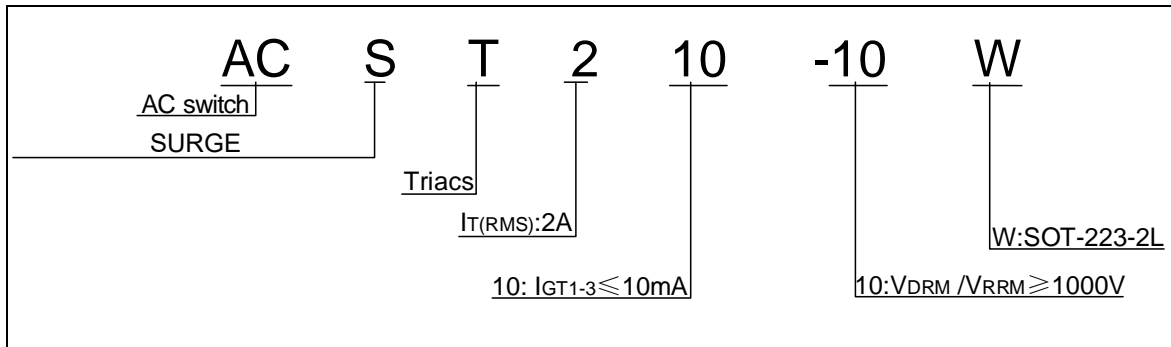 AC S T 2 10 -10 W
AC switch
SURGE
Triacs
IT(RMS):2A
W:SOT-223-2L
10: IGT1-3≤10mA
10:VDRM /VRRM≥1000V